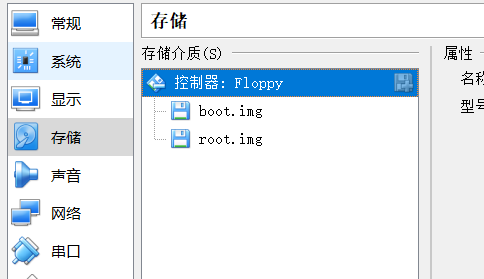 常规
系统
显示
存储
声音
网络
串口
存储
存储介质(S)
控制器: Floppy
boot.img
root.img
属性
名称
型号